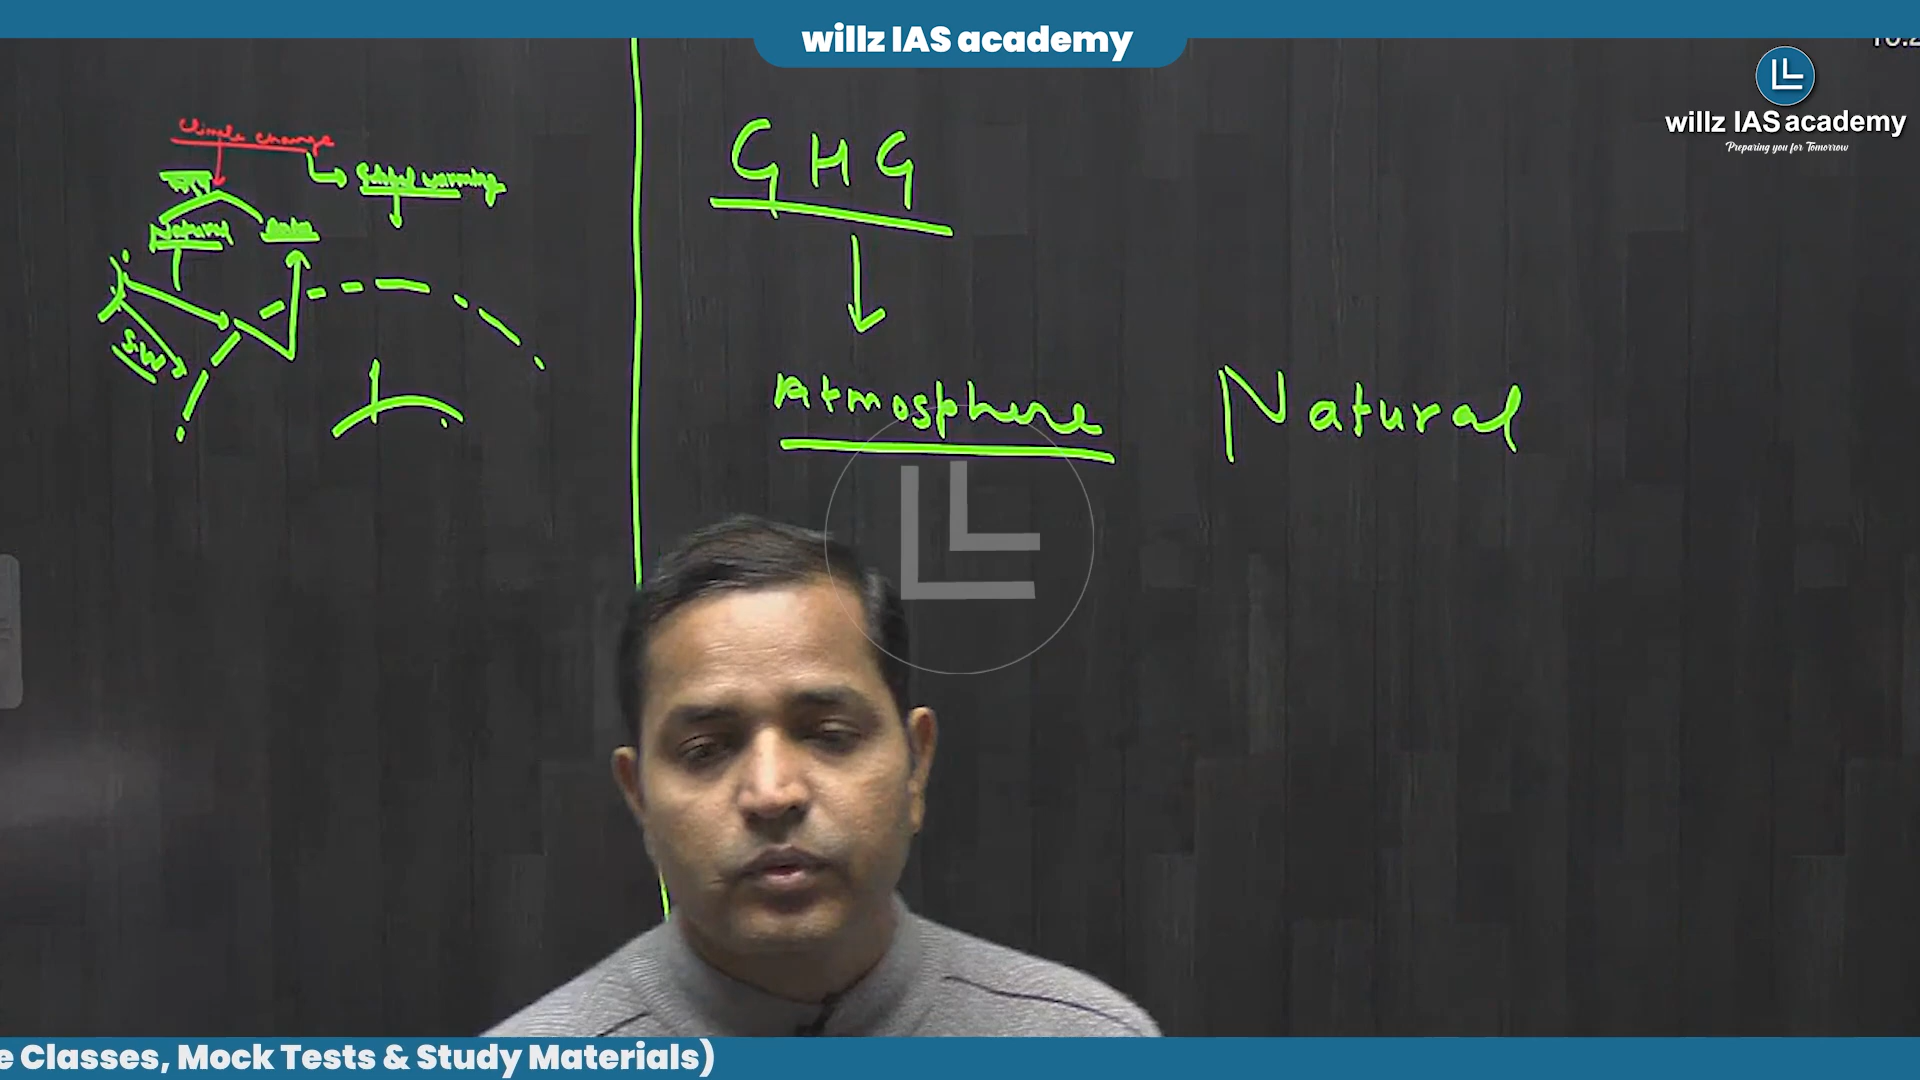 willz IAS academy
willz IAS academy
Preparing you for Tomorrow
Climate change
Global warming
Natural
S.W
GHG
Atmosphere Natural
e Classes, Mock Tests & Study Materials)